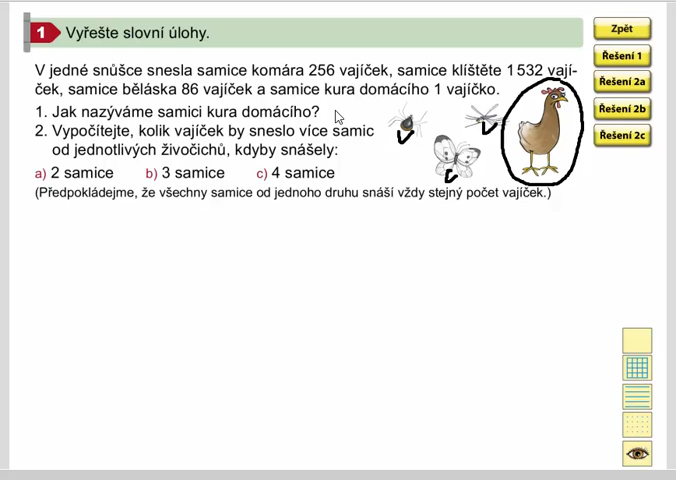 1 Vyřešte slovní úlohy.
Zpět
Řešení 1
Řešení 2a
Řešení 2b
Řešení 2c
V jedné snůšce snesla samice komára 256 vajíček, samice klíštěte 1 532 vají-
ček, samice běláska 86 vajíček a samice kura domácího 1 vajíčko.
1. Jak nazýváme samici kura domácího?
2. Vypočítejte, kolik vajíček by sneslo více samic
od jednotlivých živočichů, kdyby snášely:
a) 2 samice b) 3 samice c) 4 samice
(Předpokládejme, že všechny samice od jednoho druhu snáší vždy stejný počet vajíček.)